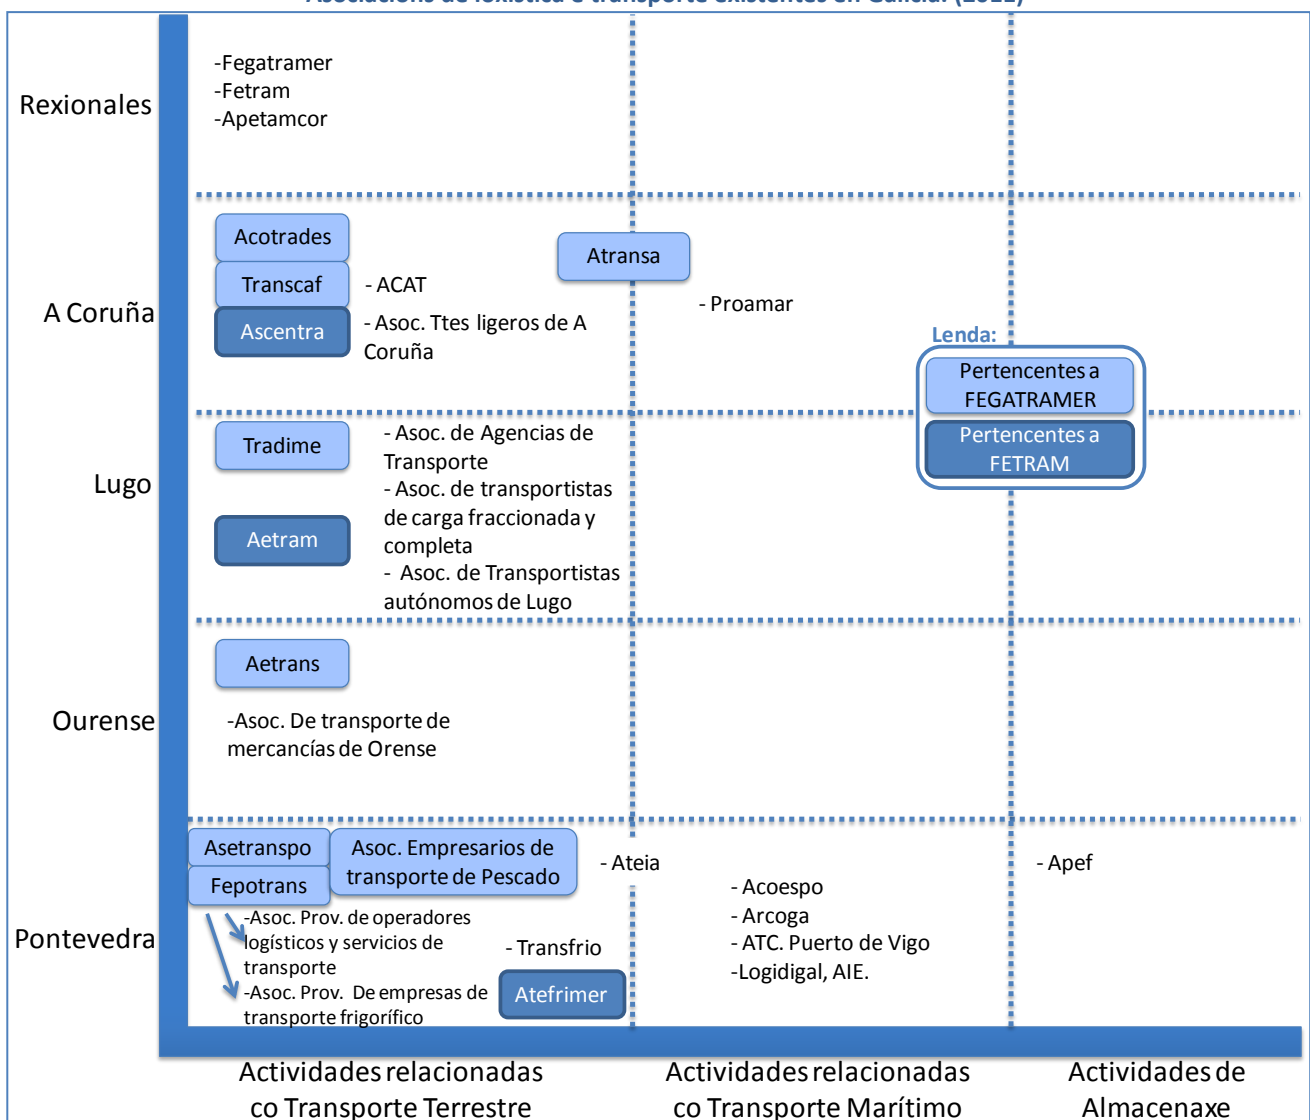 Asociacións de loxística e transporte existentes en Galicia. (2011)
Rexionales
-Fegatramer
-Fetram
-Apetamcor
A Coruña
Acotrades
Transcaf
Ascentra
- ACAT
- Asoc. Ttes ligeros de A
Coruña
Atransa
- Proamar
Lenda:
Pertencentes a
FEGATRAMER
Pertencentes a
FETRAM
Lugo
Tradime
Aetram
- Asoc. de Agencias de
Transporte
- Asoc. de transportistas
de carga fraccionada y
completa
- Asoc. de Transportistas
autónomos de Lugo
Ourense
Aetrans
-Asoc. De transporte de
mercancías de Orense
Pontevedra
Asetranspo
Fepotrans
Asoc. Empresarios de
transporte de Pescado
-Asoc. Prov. de operadores
logísticos y servicios de
transporte
-Asoc. Prov. De empresas de
transporte frigorífico
- Ateia
- Transfrio
Atefrimer
- Acoespo
- Arcoga
- ATC. Puerto de Vigo
-Logidigal, AIE.
- Apef
Actividades relacionadas
co Transporte Terrestre
Actividades relacionadas
co Transporte Marítimo
Actividades de
Almacenaxe